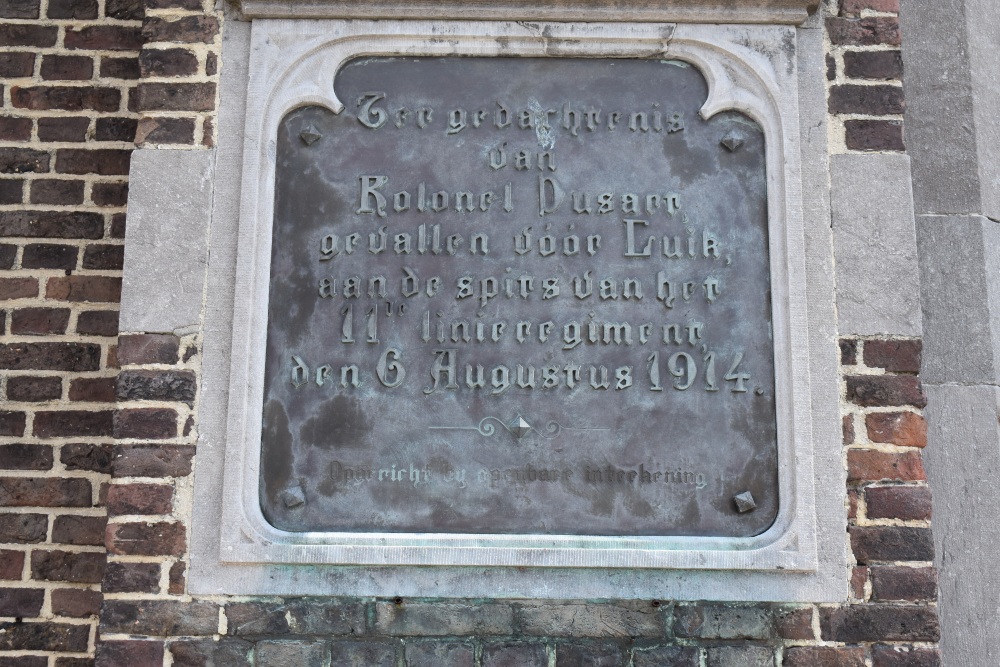 Ter gedachtenis
van
Kolonel Dusart,
gevallen vóór Luik,
aan de spits van het
11de linieregiment,
den 6 Augustus 1914.
Opgericht by openbare inteekening